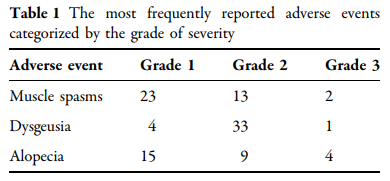 Table 1 The most frequently reported adverse events
categorized by the grade of severity
Adverse event Grade 1 Grade 2 Grade 3
Muscle spasms 23 13 2
Dysgeusia 4 33 1
Alopecia 15 9 4